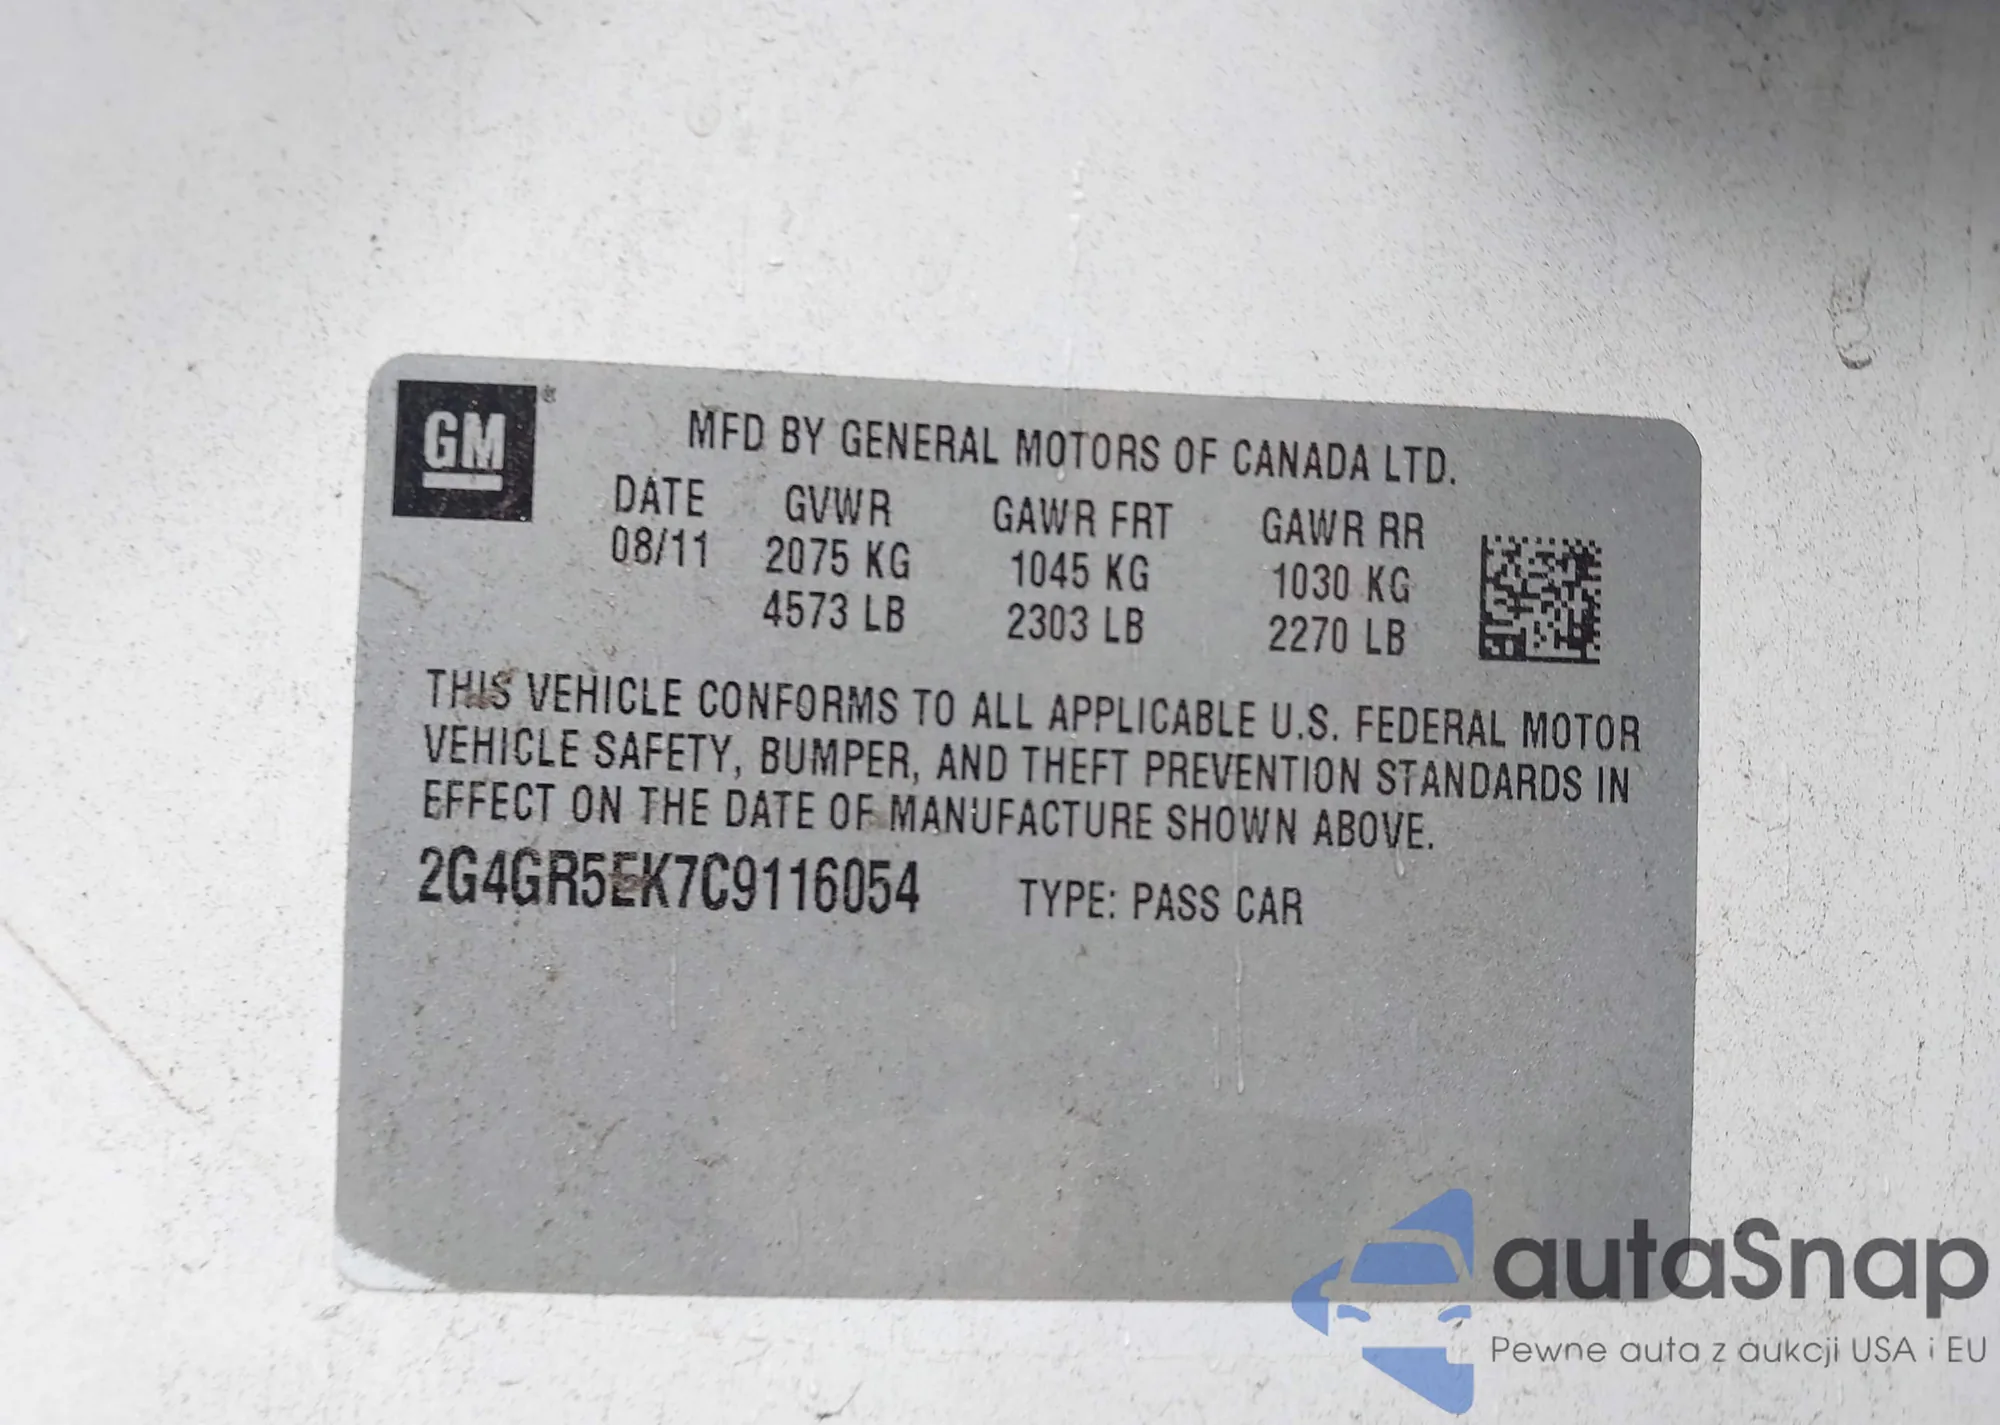 GM ®
MFD BY GENERAL MOTORS OF CANADA LTD.
DATE GVWR GAWR FRT GAWR RR
08/11 2075 KG 1045 KG 1030 KG
4573 LB 2303 LB 2270 LB
THIS VEHICLE CONFORMS TO ALL APPLICABLE U.S. FEDERAL MOTOR
VEHICLE SAFETY, BUMPER, AND THEFT PREVENTION STANDARDS IN
EFFECT ON THE DATE OF MANUFACTURE SHOWN ABOVE.
2G4GR5EK7C9116054 TYPE: PASS CAR
autaSnap
Pewne auta z aukcji USA i EU